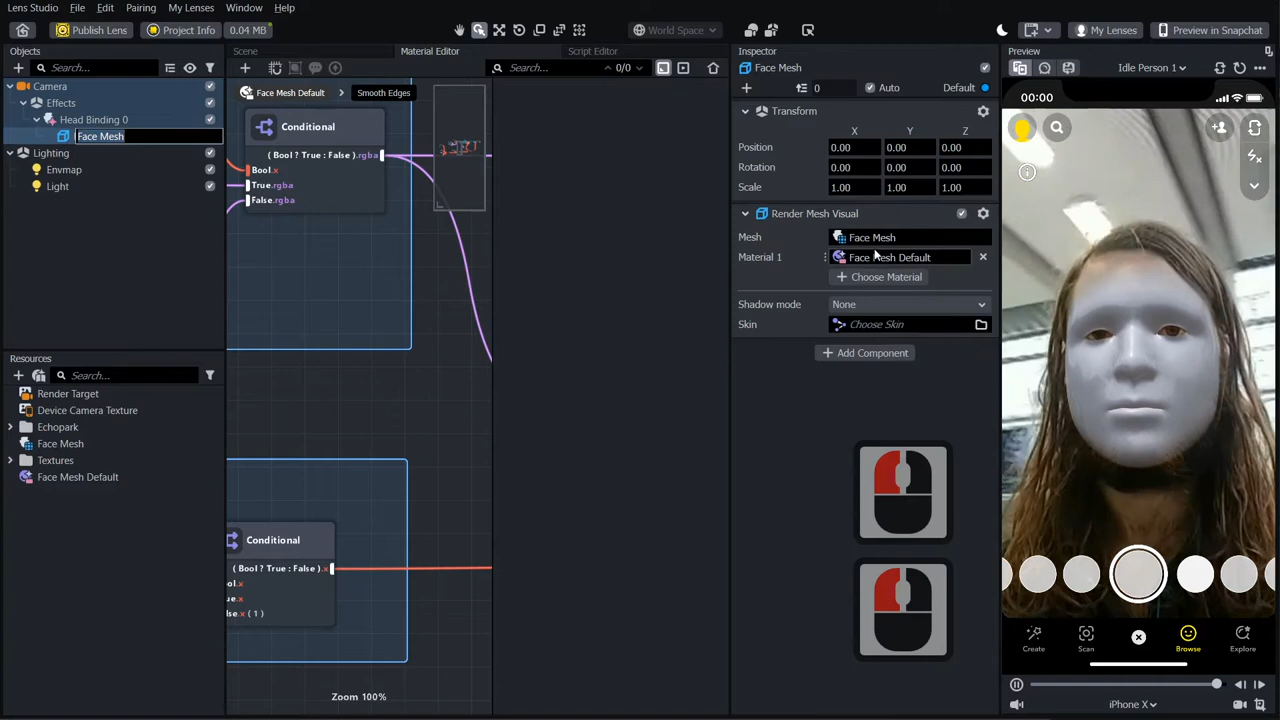 Lens Studio File Edit Pairing My Lenses Window Help
Publish Lens Project Info 0.04 MB World Space My Lenses Preview in Snapchat
Objects
Search...
Camera
Effects
Head Binding 0
Face Mesh
Lighting
Envmap
Light
Resources
Search...
Render Target
Device Camera Texture
Echopark
Face Mesh
Textures
Face Mesh Default
Scene Material Editor Script Editor
Search... 0/0
Face Mesh Default > Smooth Edges
Conditional
( Bool ? True : False ).rgba
Bool.x
True.rgba
False.rgba
Conditional
( Bool ? True : False ).x
ol.x
ue.x
lse.x ( 1 )
Zoom 100%
Inspector
Face Mesh
0 Auto Default
Transform
X Y Z
Position 0.00 0.00 0.00
Rotation 0.00 0.00 0.00
Scale 1.00 1.00 1.00
Render Mesh Visual
Mesh Face Mesh
Material 1 Face Mesh Default
+ Choose Material
Shadow mode None
Skin Choose Skin
+ Add Component
Preview
Idle Person 1
00:00
Create Scan Browse Explore
iPhone X